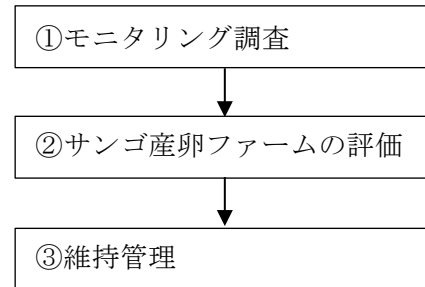 ①モニタリング調査
②サンゴ産卵ファームの評価
③維持管理